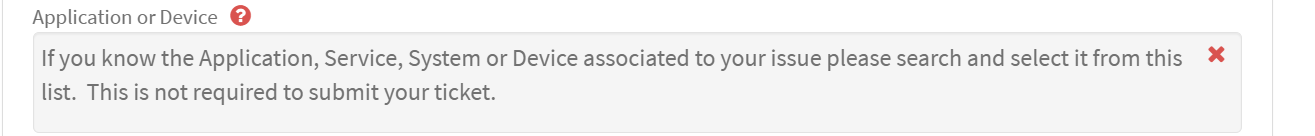 Application or Device ?
If you know the Application, Service, System or Device associated to your issue please search and select it from this
list.  This is not required to submit your ticket.